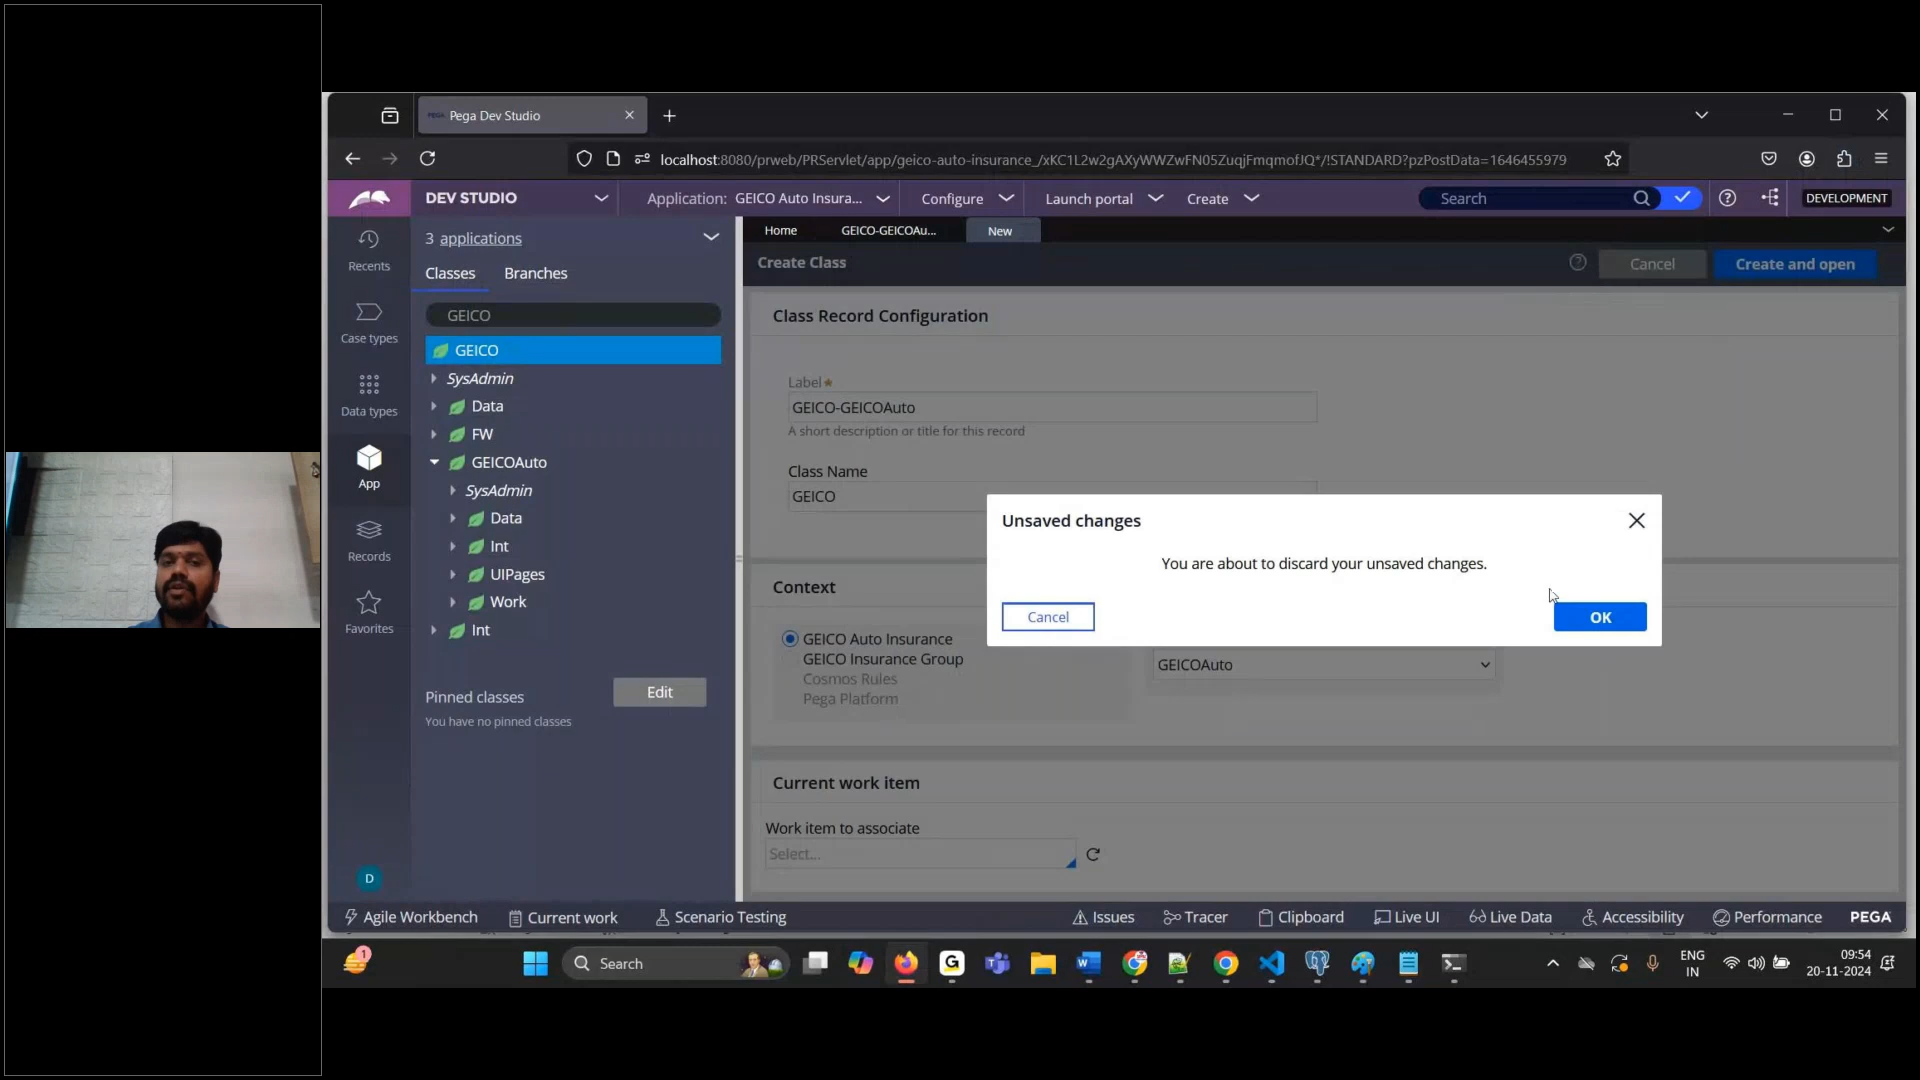 Pega Dev Studio
localhost:8080/prweb/PRServlet/app/geico-auto-insurance_/xKC1L2w2gAXyWWZwFN05ZuqjFmqmofJQ*/!STANDARD?pzPostData=1646455979
DEV STUDIO
Application: GEICO Auto Insura...
Configure
Launch portal
Create
Search
DEVELOPMENT
Recents
Case types
Data types
App
Records
Favorites
D
3 applications
Classes
Branches
GEICO
GEICO
SysAdmin
Data
FW
GEICOAuto
SysAdmin
Data
Int
UIPages
Work
Int
Pinned classes
Edit
You have no pinned classes
Home
GEICO-GEICOAu...
New
Create Class
Cancel
Create and open
Class Record Configuration
Label
GEICO-GEICOAuto
A short description or title for this record
Class Name
GEICO
Unsaved changes
You are about to discard your unsaved changes.
Cancel
OK
Context
GEICO Auto Insurance
GEICO Insurance Group
Cosmos Rules
Pega Platform
GEICOAuto
Current work item
Work item to associate
Select...
Agile Workbench
Current work
Scenario Testing
Issues
Tracer
Clipboard
Live UI
Live Data
Accessibility
Performance
PEGA
1
Search
ENG
IN
09:54
20-11-2024